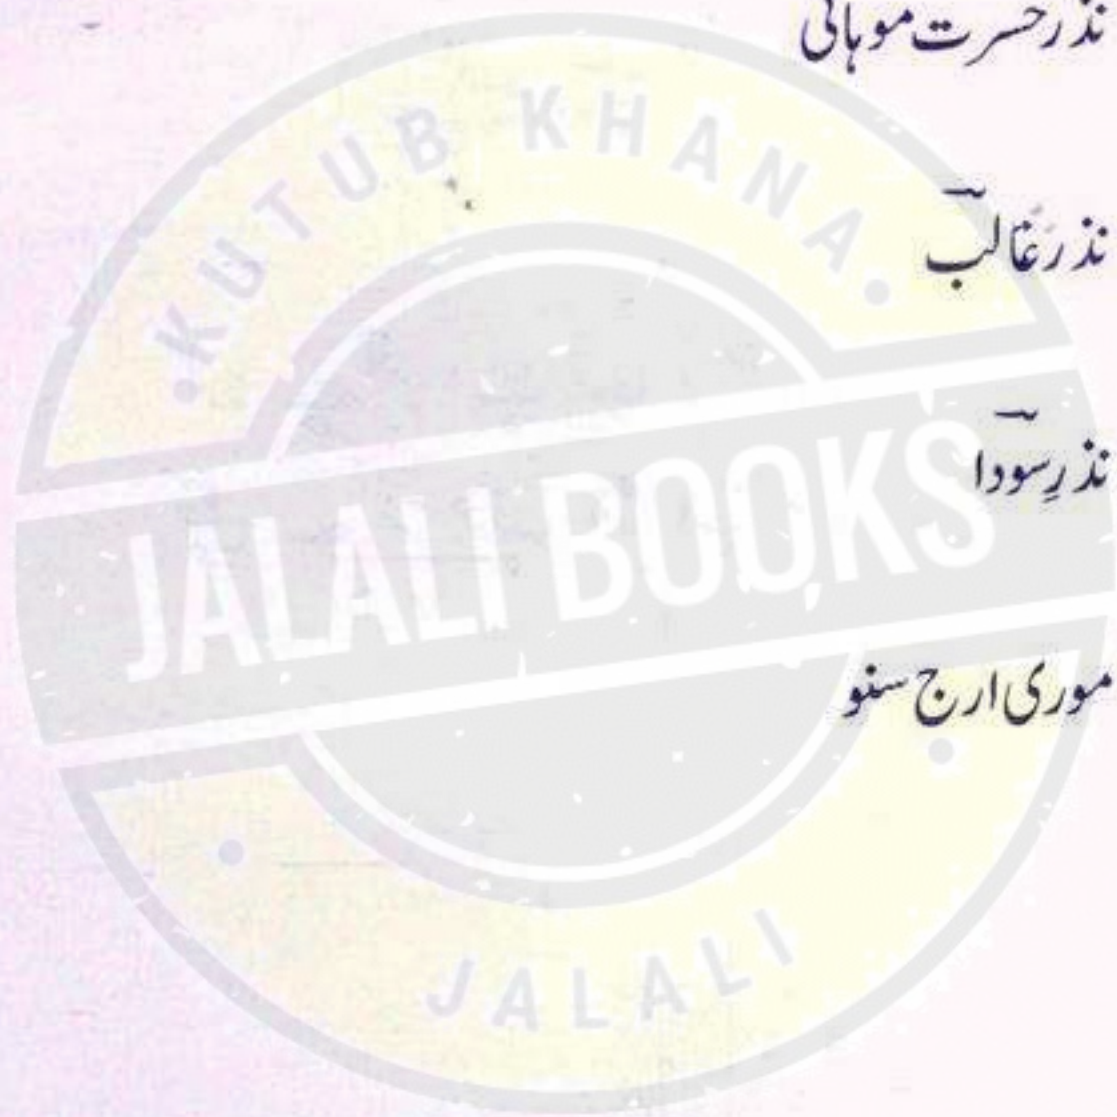 نذر حسرت موہانی
KUTUB KHANA
نذرِ غالب
نذرِ سودا
JALALI BOOKS
موری ارج سنو
JALALI